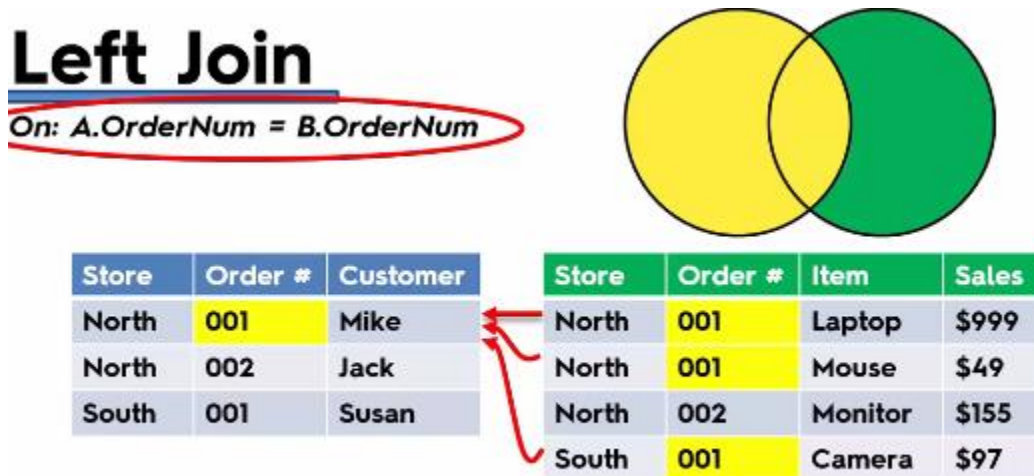 Left Join
On: A.OrderNum = B.OrderNum
Store Order # Customer
North 001 Mike
North 002 Jack
South 001 Susan
Store Order # Item Sales
North 001 Laptop $999
North 001 Mouse $49
North 002 Monitor $155
South 001 Camera $97